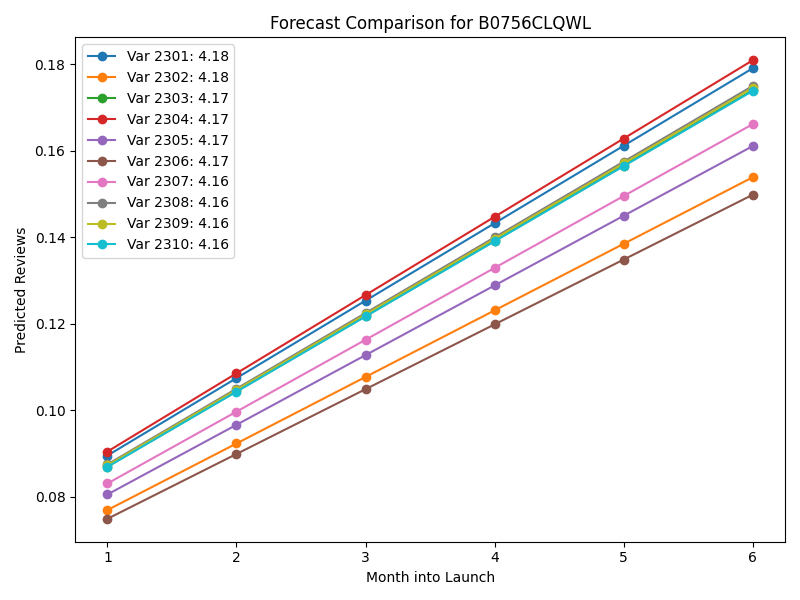 Forecast Comparison for B0756CLQWL
Var 2301: 4.18
Var 2302: 4.18
Var 2303: 4.17
Var 2304: 4.17
Var 2305: 4.17
Var 2306: 4.17
Var 2307: 4.16
Var 2308: 4.16
Var 2309: 4.16
Var 2310: 4.16
0.18
0.16
0.14
0.12
0.10
0.08
Predicted Reviews
1 2 3 4 5 6
Month into Launch